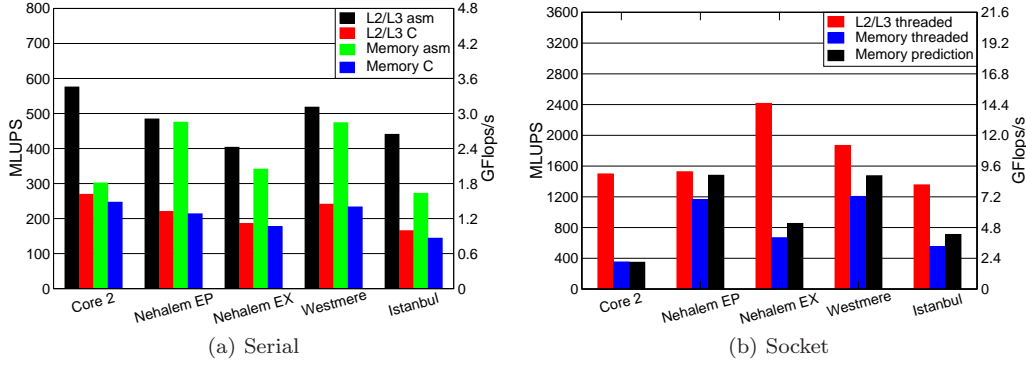 800
700
600
500
400
300
200
100
0
MLUPS
L2/L3 asm
L2/L3 C
Memory asm
Memory C
4.8
4.2
3.6
3.0
2.4
1.8
1.2
0.6
0
GFlops/s
Core 2
Nehalem EP
Nehalem EX
Westmere
Istanbul
(a) Serial
3600
3200
2800
2400
2000
1600
1200
800
400
0
MLUPS
L2/L3 threaded
Memory threaded
Memory prediction
21.6
19.2
16.8
14.4
12.0
9.6
7.2
4.8
2.4
0
GFlops/s
Core 2
Nehalem EP
Nehalem EX
Westmere
Istanbul
(b) Socket